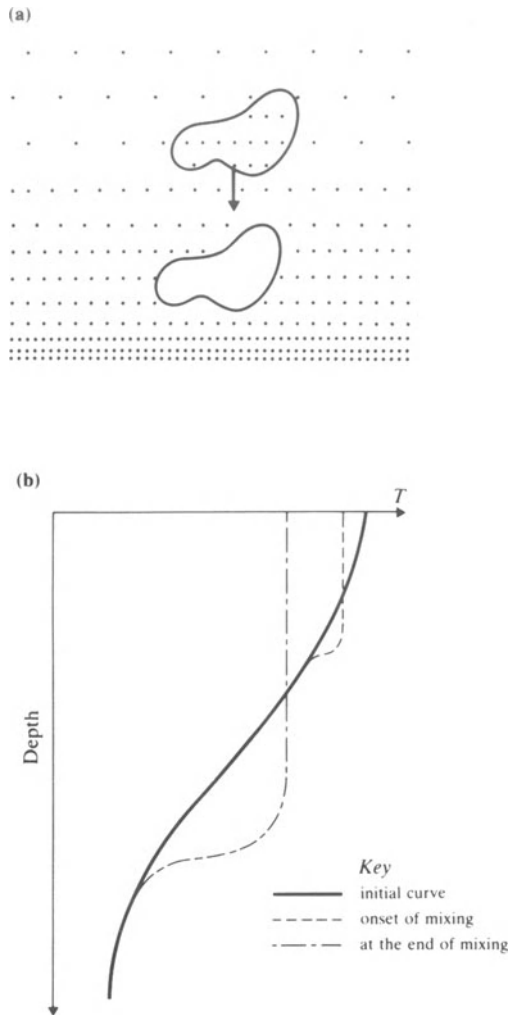 (a)
(b)
T
Depth
Key
initial curve
onset of mixing
at the end of mixing